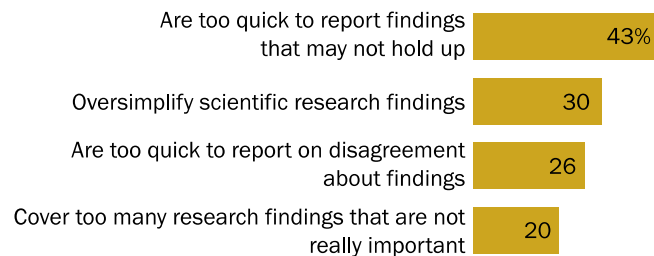 Are too quick to report findings
that may not hold up
43%
Oversimplify scientific research findings
30
Are too quick to report on disagreement
about findings
26
Cover too many research findings that are not
really important
20